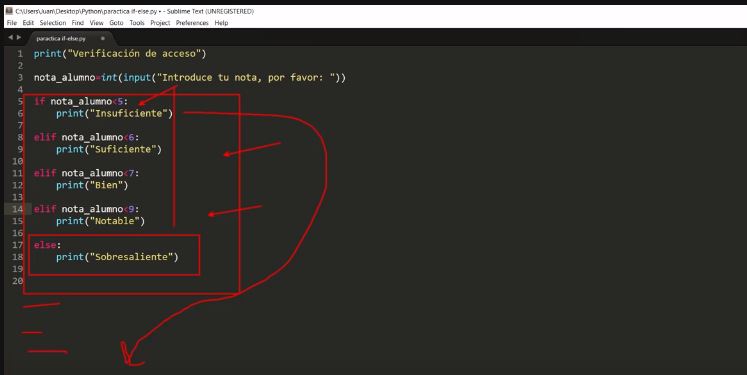 C:\Users\Juan\Desktop\Python\paractica if-else.py • - Sublime Text (UNREGISTERED)
File Edit Selection Find View Goto Tools Project Preferences Help
paractica if-else.py
1 print("Verificación de acceso")
2
3 nota_alumno=int(input("Introduce tu nota, por favor: "))
4
5 if nota_alumno<5:
6 print("Insuficiente")
7
8 elif nota_alumno<6:
9 print("Suficiente")
10
11 elif nota_alumno<7:
12 print("Bien")
13
14 elif nota_alumno<9:
15 print("Notable")
16
17 else:
18 print("Sobresaliente")
19
20